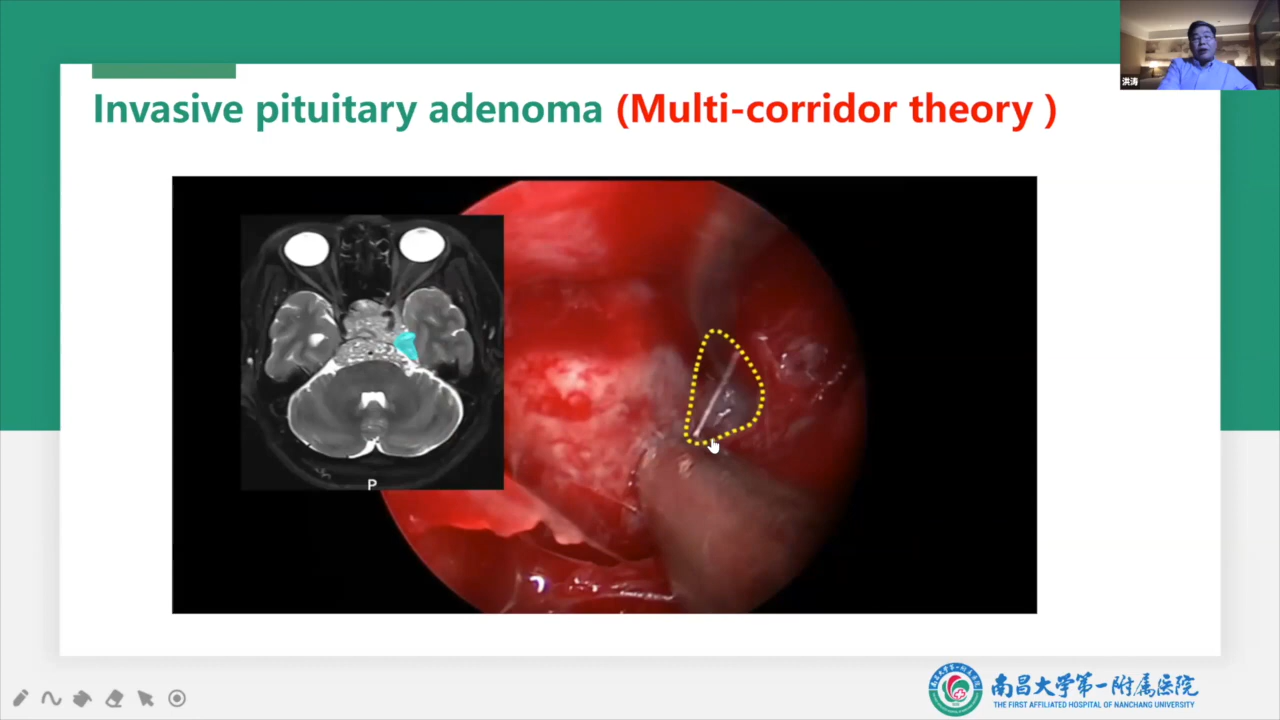 洪涛
Invasive pituitary adenoma (Multi-corridor theory )
P
南昌大学第一附属医院
THE FIRST AFFILIATED HOSPITAL OF NANCHANG UNIVERSITY